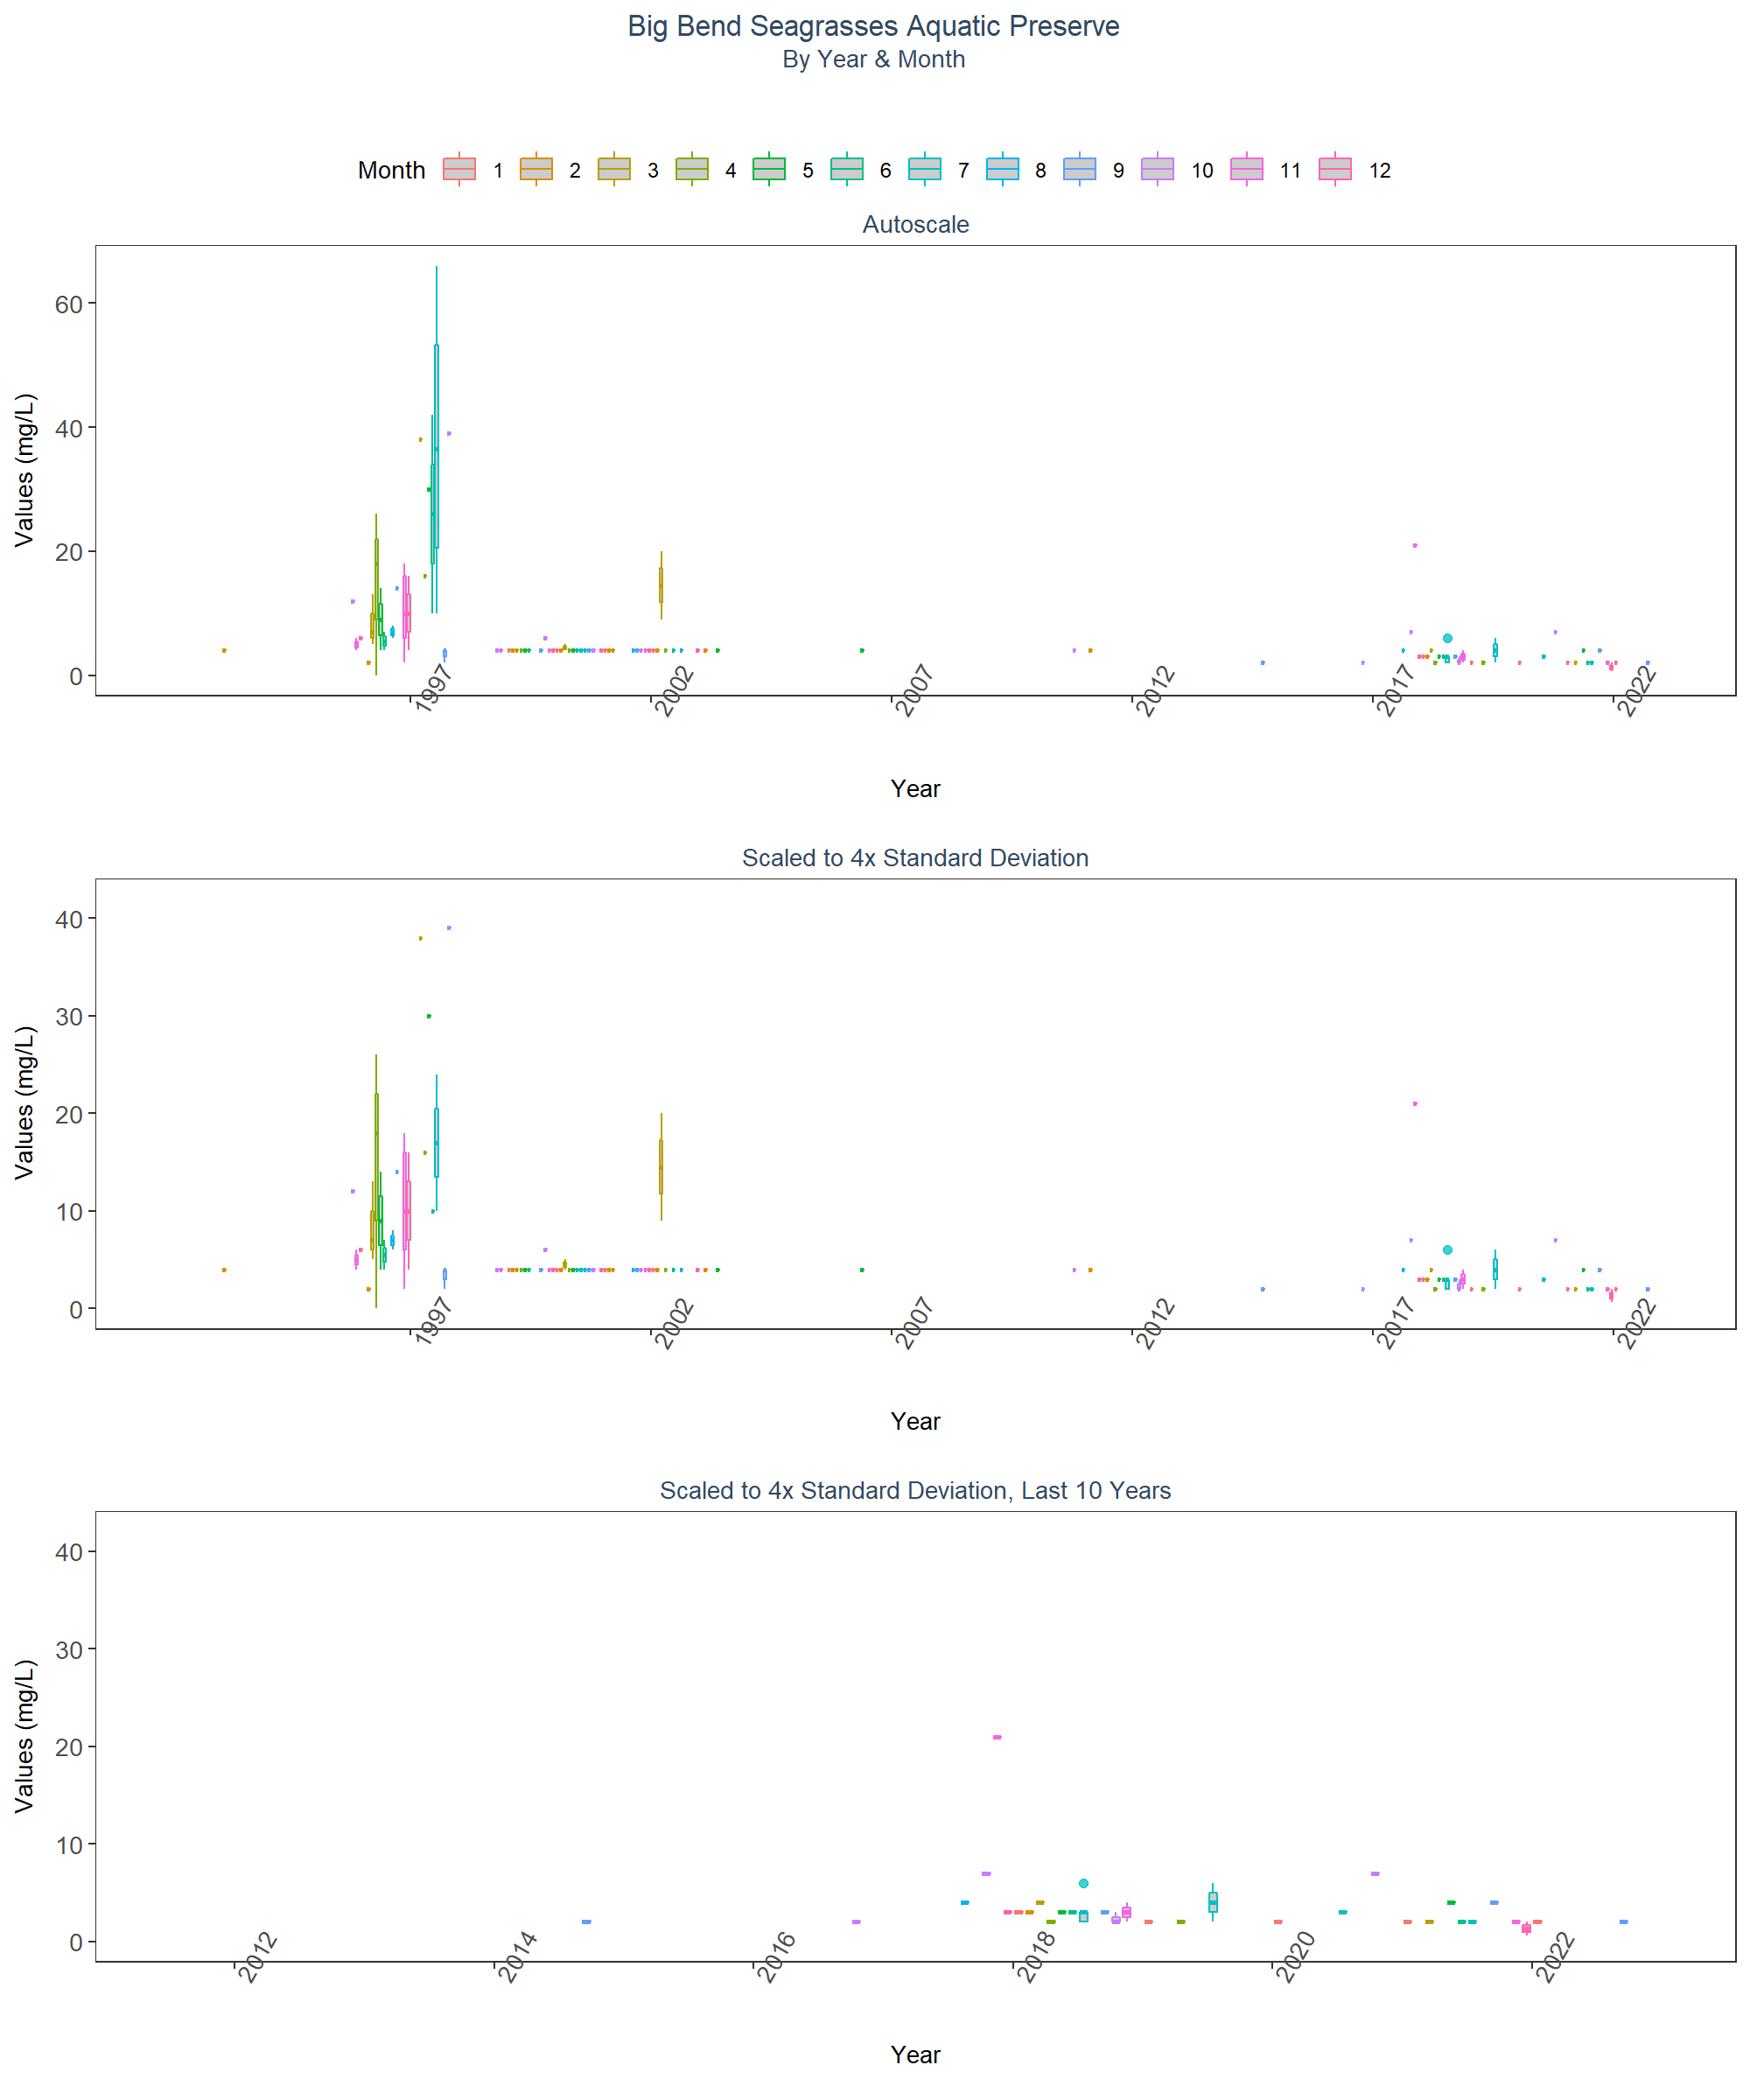 Big Bend Seagrasses Aquatic Preserve
By Year & Month
Month 1 2 3 4 5 6 7 8 9 10 11 12
Autoscale
Values (mg/L)
60
40
20
0
1997 2002 2007 2012 2017 2022
Year
Scaled to 4x Standard Deviation
Values (mg/L)
40
30
20
10
0
1997 2002 2007 2012 2017 2022
Year
Scaled to 4x Standard Deviation, Last 10 Years
Values (mg/L)
40
30
20
10
0
2012 2014 2016 2018 2020 2022
Year